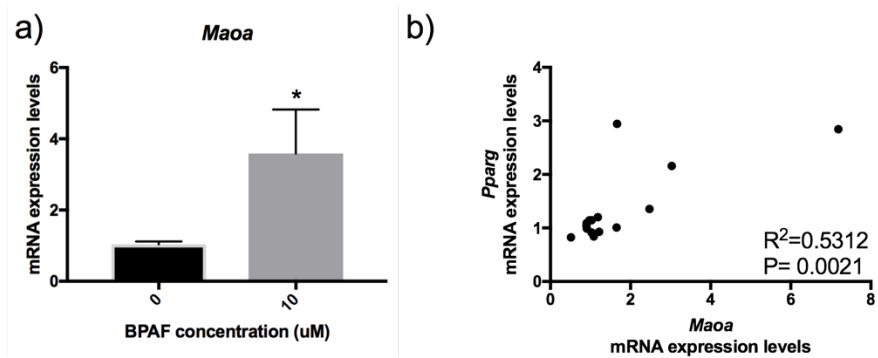 a)
Maoa
mRNA expression levels
6
4
2
0
*
0
10
BPAF concentration (uM)
b)
Pparg
mRNA expression levels
4
3
2
1
0
R²=0.5312
P= 0.0021
0
2
4
6
8
Maoa
mRNA expression levels